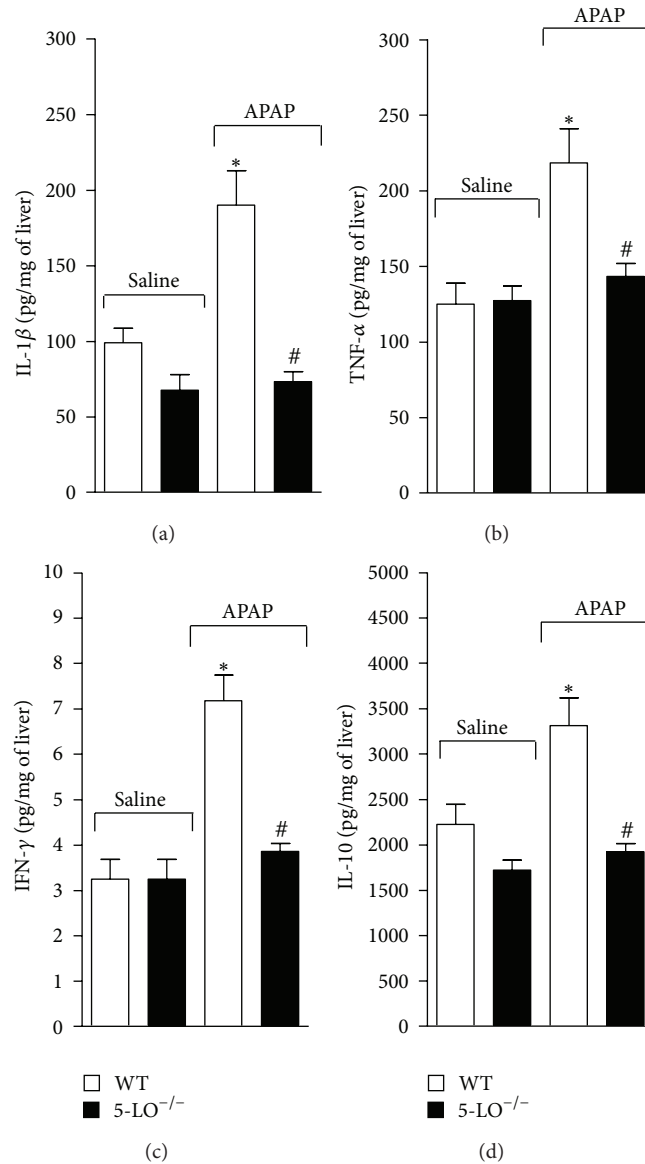 APAP
300
250
200
150
100
50
0
IL-1β (pg/mg of liver)
Saline
APAP
*
#
(a)
300
250
200
150
100
50
0
TNF-α (pg/mg of liver)
Saline
*
#
(b)
10
9
8
7
6
5
4
3
2
1
0
IFN-γ (pg/mg of liver)
Saline
APAP
*
#
5000
4500
4000
3500
3000
2500
2000
1500
1000
500
0
IL-10 (pg/mg of liver)
Saline
APAP
*
#
WT
5-LO−/−
(c)
WT
5-LO−/−
(d)